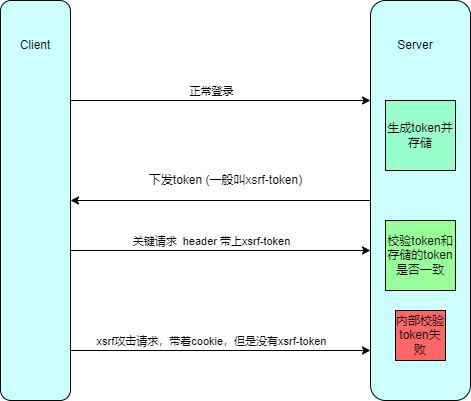 Client
Server
正常登录
生成token并
存储
下发token (一般叫xsrf-token)
关键请求 header 带上xsrf-token
校验token和
存储的token
是否一致
内部校验
token失
败
xsrf攻击请求，带着cookie，但是没有xsrf-token